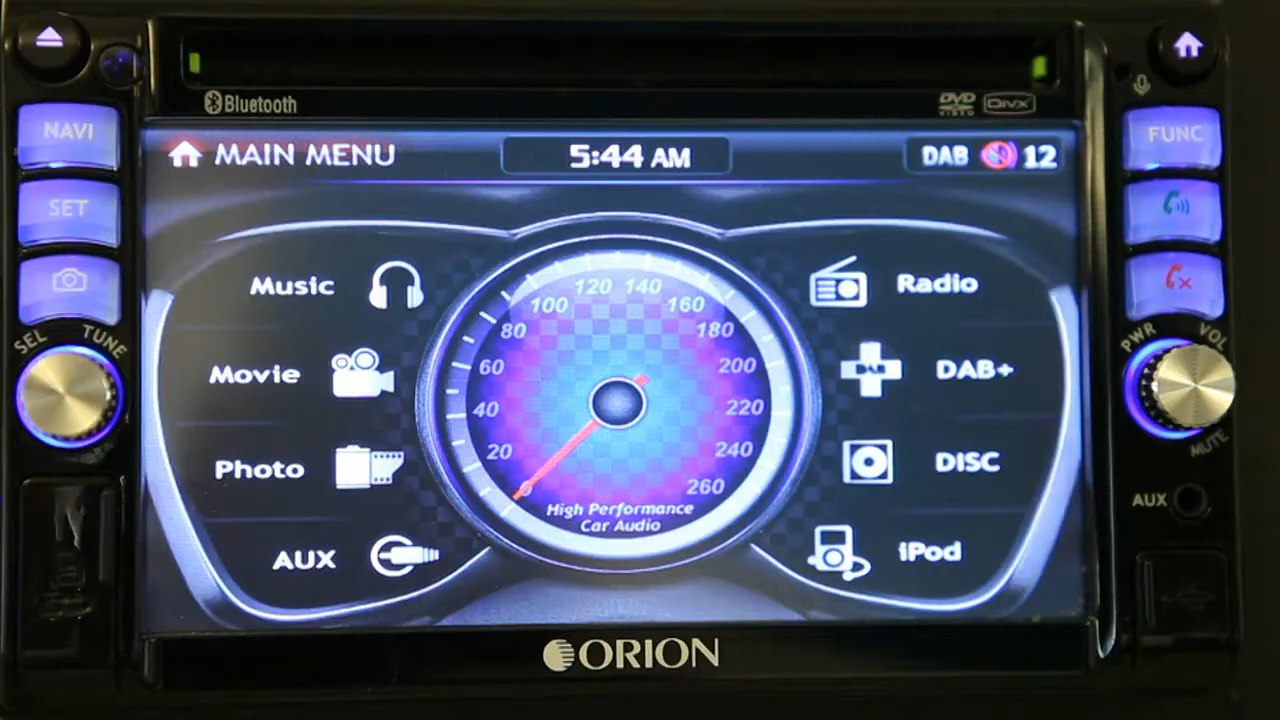 Bluetooth
DVD VIDEO
DIVX
NAVI
SET
SEL
TUNE
MAIN MENU
5:44 AM
DAB
12
Music
Movie
Photo
AUX
20
40
60
80
100
120
140
160
180
200
220
240
260
High Performance
Car Audio
Radio
DAB
DAB+
DISC
iPod
FUNC
PWR
VOL
MUTE
AUX
ORION